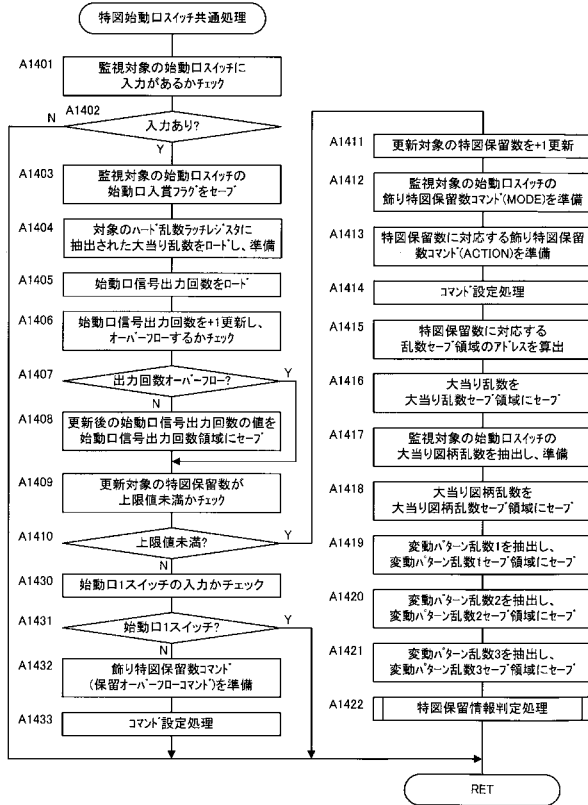 特図始動口スイッチ共通処理
A1401
監視対象の始動口スイッチに
入力があるかチェック
A1402
N
入力あり?
Y
A1403
監視対象の始動口スイッチの
始動口入賞フラグをセーブ
A1404
対象のハード乱数ラッチレジスタに
抽出された大当り乱数をロードし、準備
A1405
始動口信号出力回数をロード
A1406
始動口信号出力回数を+1更新し、
オーバーフローするかチェック
A1407
出力回数オーバーフロー?
Y
N
A1408
更新後の始動口信号出力回数の値を
始動口信号出力回数領域にセーブ
A1409
更新対象の特図保留数が
上限値未満かチェック
A1410
上限値未満?
Y
N
A1430
始動口1スイッチの入力かチェック
A1431
始動口1スイッチ?
Y
N
A1432
飾り特図保留数コマンド
(保留オーバーフローコマンド)を準備
A1433
コマンド設定処理
A1411
更新対象の特図保留数を+1更新
A1412
監視対象の始動口スイッチの
飾り特図保留数コマンド(MODE)を準備
A1413
特図保留数に対応する飾り特図保留
数コマンド(ACTION)を準備
A1414
コマンド設定処理
A1415
特図保留数に対応する
乱数セーブ領域のアドレスを算出
A1416
大当り乱数を
大当り乱数セーブ領域にセーブ
A1417
監視対象の始動口スイッチの
大当り図柄乱数を抽出し、準備
A1418
大当り図柄乱数を
大当り図柄乱数セーブ領域にセーブ
A1419
変動パターン乱数1を抽出し、
変動パターン乱数1セーブ領域にセーブ
A1420
変動パターン乱数2を抽出し、
変動パターン乱数2セーブ領域にセーブ
A1421
変動パターン乱数3を抽出し、
変動パターン乱数3セーブ領域にセーブ
A1422
特図保留情報判定処理
RET